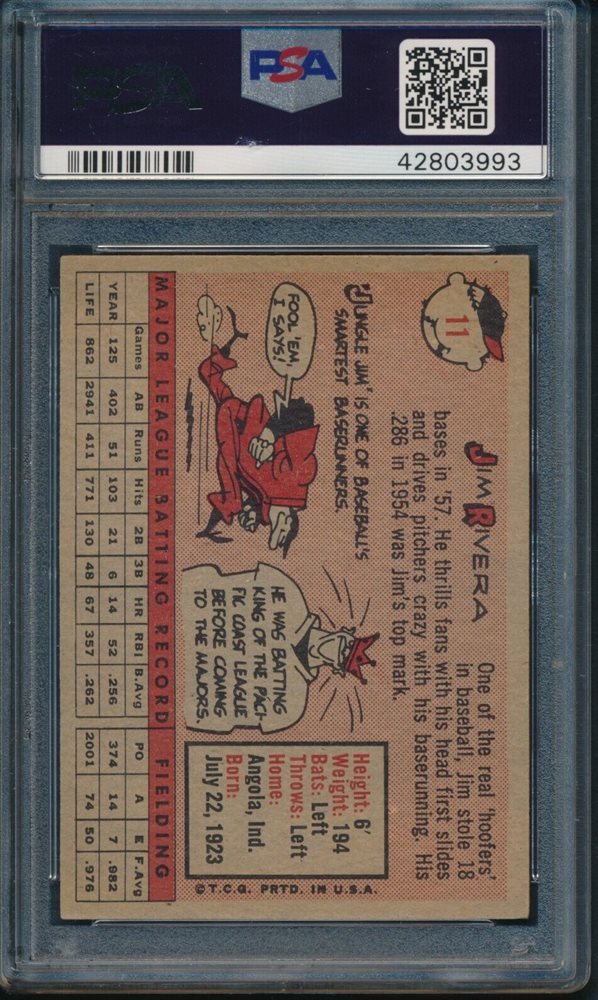 PSA
PSA
42803993
11
JIM RIVERA
One of the real 'hoofers'
in baseball, Jim stole 18
bases in '57. He thrills fans with his head first slides
and drives pitchers crazy with his baserunning. His
.286 in 1954 was Jim's top mark.
'JUNGLE JIM' IS ONE OF BASEBALL'S
SMARTEST BASERUNNERS.
FOOL 'EM,
I SAYS!
HE WAS BATTING
KING OF THE PACI-
FIC COAST LEAGUE
BEFORE COMING
TO THE MAJORS.
Height: 6'
Weight: 194
Bats: Left
Throws: Left
Home:
Angola, Ind.
Born:
July 22, 1923
©T.C.G. PRTD. IN U.S.A.
MAJOR LEAGUE BATTING RECORD FIELDING
Games AB Runs Hits 2B 3B HR RBI B.Avg PO A E F.Avg
YEAR 125 402 51 103 21 6 14 52 .256 374 14 7 .982
LIFE 862 2941 411 771 130 48 67 357 .262 2001 74 50 .976